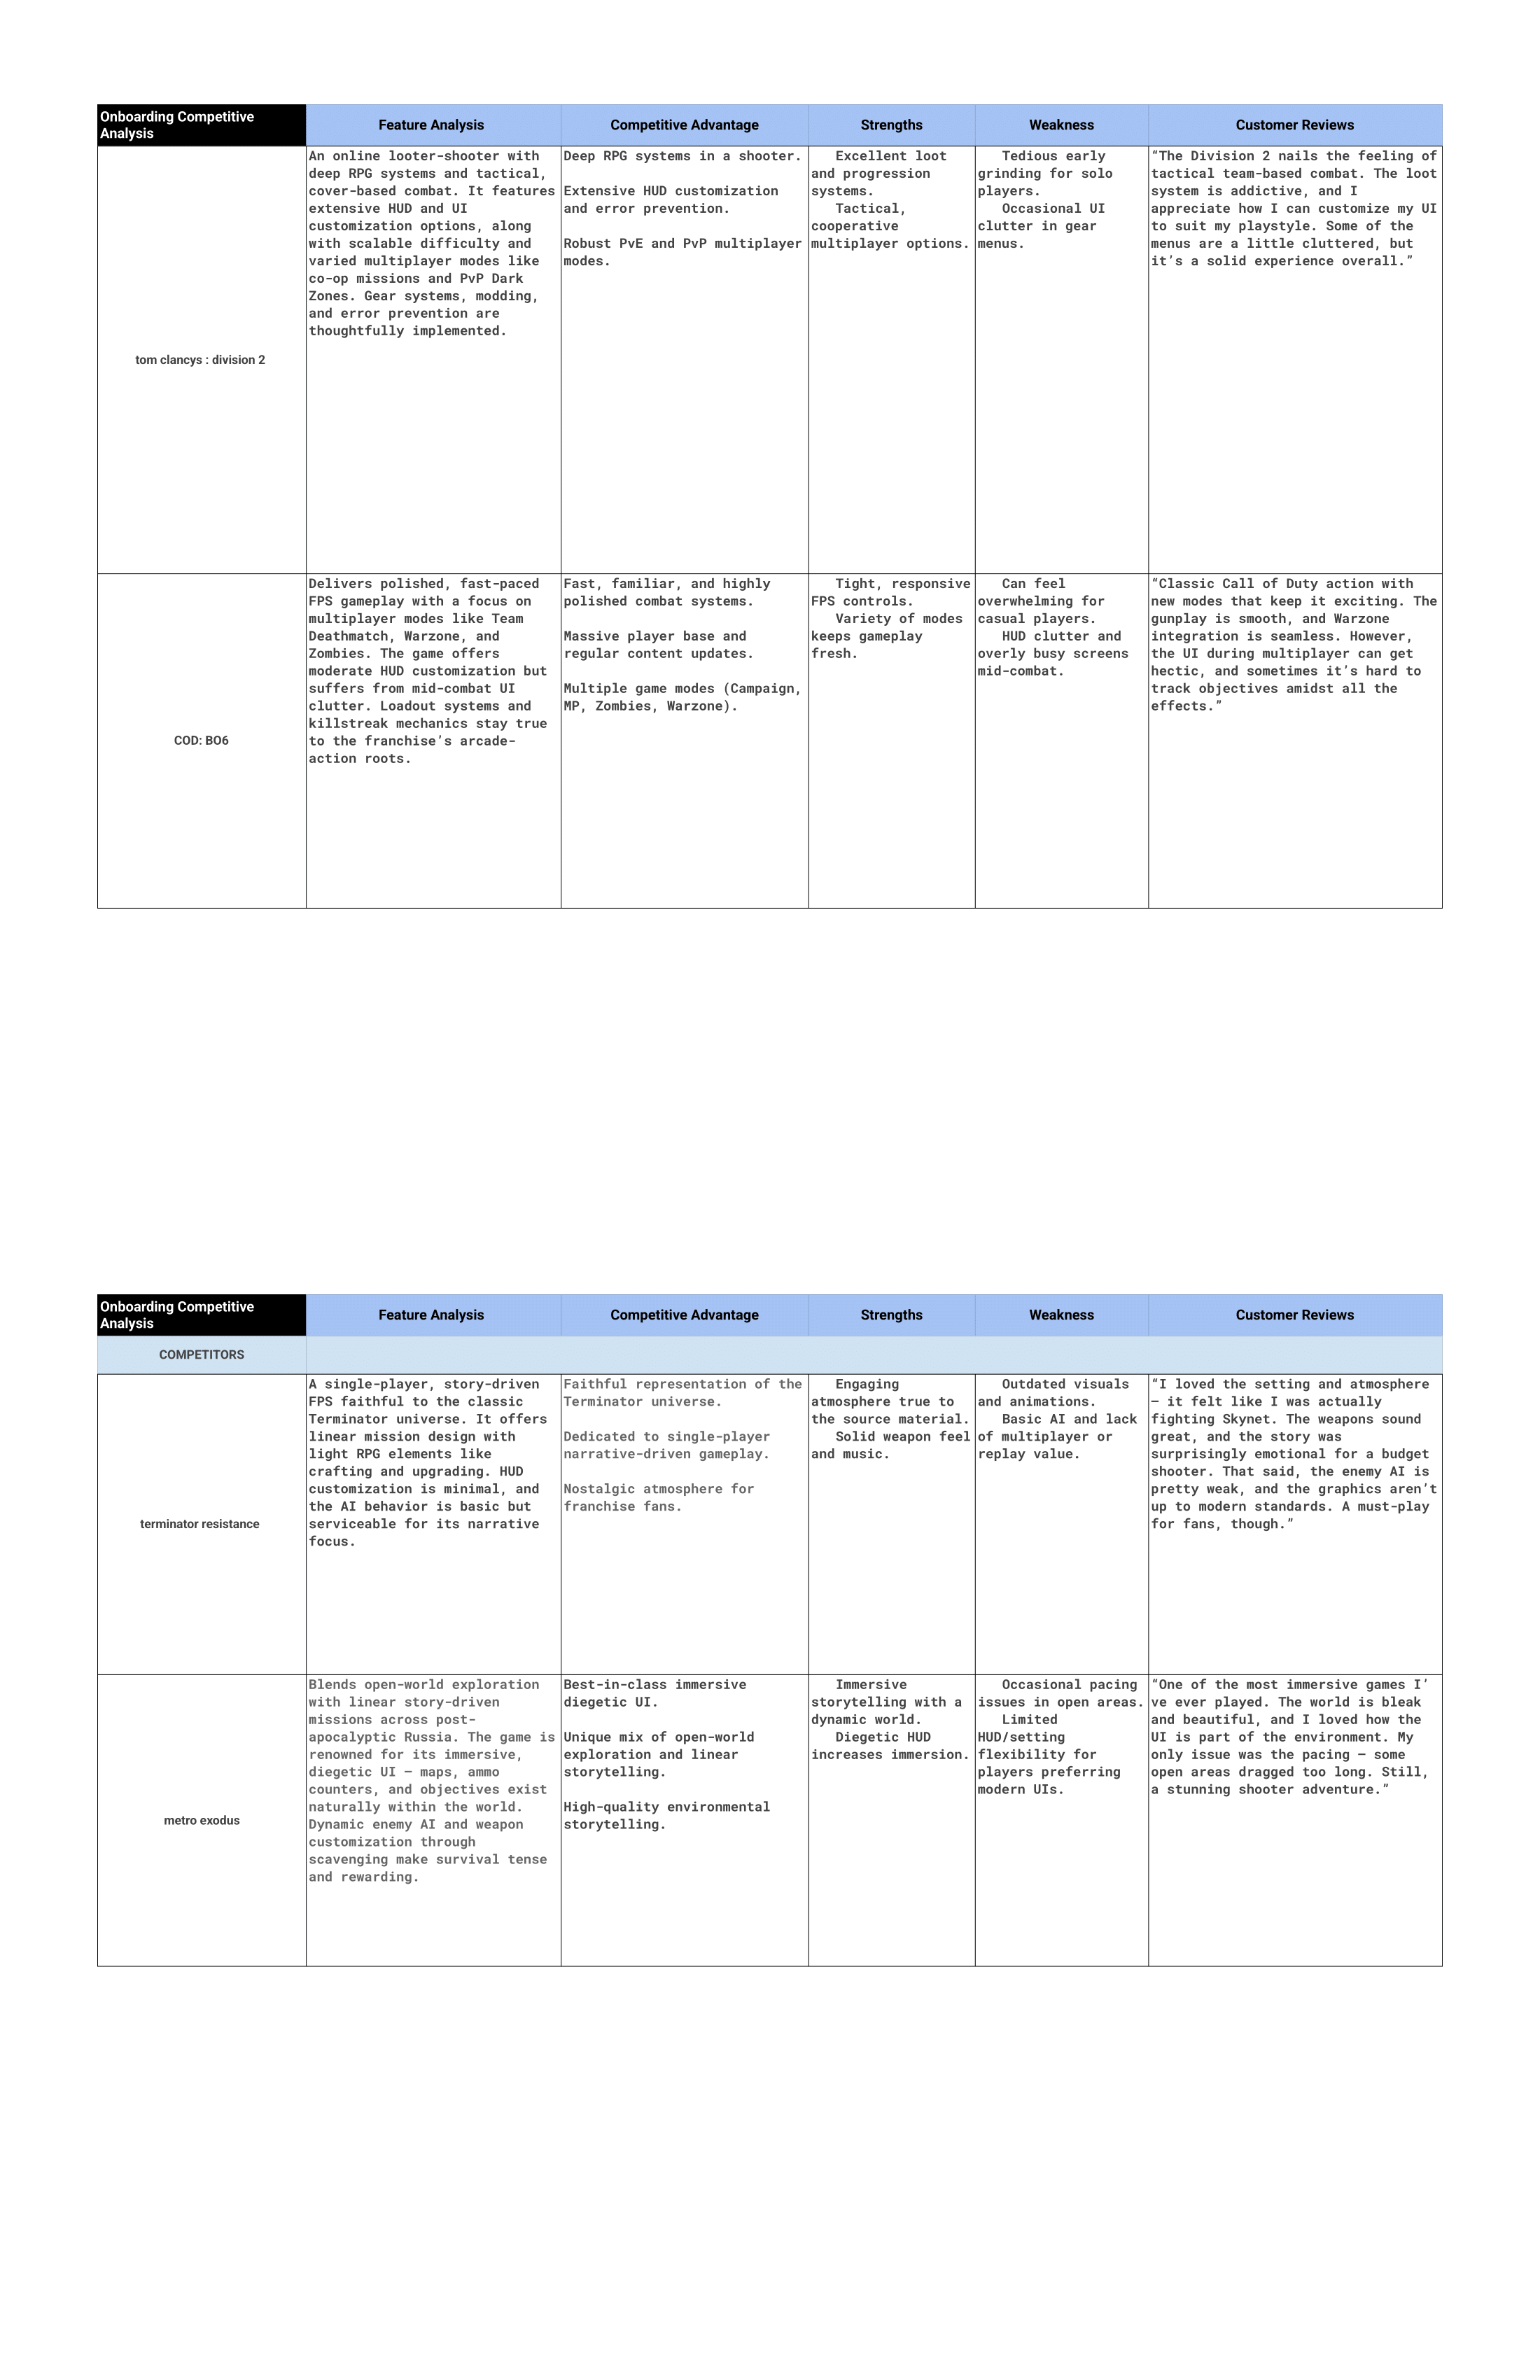 Onboarding Competitive
Analysis
Feature Analysis
Competitive Advantage
Strengths
Weakness
Customer Reviews
tom clancys : division 2
An online looter-shooter with
deep RPG systems and tactical,
cover-based combat. It features
extensive HUD and UI
customization options, along
with scalable difficulty and
varied multiplayer modes like
co-op missions and PvP Dark
Zones. Gear systems, modding,
and error prevention are
thoughtfully implemented.
Deep RPG systems in a shooter.
Extensive HUD customization
and error prevention.
Robust PvE and PvP multiplayer
modes.
Excellent loot
and progression
systems.
Tactical,
cooperative
multiplayer options.
Tedious early
grinding for solo
players.
Occasional UI
clutter in gear
menus.
“The Division 2 nails the feeling of
tactical team-based combat. The loot
system is addictive, and I
appreciate how I can customize my UI
to suit my playstyle. Some of the
menus are a little cluttered, but
it’s a solid experience overall.”
COD: BO6
Delivers polished, fast-paced
FPS gameplay with a focus on
multiplayer modes like Team
Deathmatch, Warzone, and
Zombies. The game offers
moderate HUD customization but
suffers from mid-combat UI
clutter. Loadout systems and
killstreak mechanics stay true
to the franchise’s arcade-
action roots.
Fast, familiar, and highly
polished combat systems.
Massive player base and
regular content updates.
Multiple game modes (Campaign,
MP, Zombies, Warzone).
Tight, responsive
FPS controls.
Variety of modes
keeps gameplay
fresh.
Can feel
overwhelming for
casual players.
HUD clutter and
overly busy screens
mid-combat.
“Classic Call of Duty action with
new modes that keep it exciting. The
gunplay is smooth, and Warzone
integration is seamless. However,
the UI during multiplayer can get
hectic, and sometimes it’s hard to
track objectives amidst all the
effects.”
Onboarding Competitive
Analysis
Feature Analysis
Competitive Advantage
Strengths
Weakness
Customer Reviews
COMPETITORS
terminator resistance
A single-player, story-driven
FPS faithful to the classic
Terminator universe. It offers
linear mission design with
light RPG elements like
crafting and upgrading. HUD
customization is minimal, and
the AI behavior is basic but
serviceable for its narrative
focus.
Faithful representation of the
Terminator universe.
Dedicated to single-player
narrative-driven gameplay.
Nostalgic atmosphere for
franchise fans.
Engaging
atmosphere true to
the source material.
Solid weapon feel
and music.
Outdated visuals
and animations.
Basic AI and lack
of multiplayer or
replay value.
“I loved the setting and atmosphere
— it felt like I was actually
fighting Skynet. The weapons sound
great, and the story was
surprisingly emotional for a budget
shooter. That said, the enemy AI is
pretty weak, and the graphics aren’t
up to modern standards. A must-play
for fans, though.”
metro exodus
Blends open-world exploration
with linear story-driven
missions across post-
apocalyptic Russia. The game is
renowned for its immersive,
diegetic UI — maps, ammo
counters, and objectives exist
naturally within the world.
Dynamic enemy AI and weapon
customization through
scavenging make survival tense
and rewarding.
Best-in-class immersive
diegetic UI.
Unique mix of open-world
exploration and linear
storytelling.
High-quality environmental
storytelling.
Immersive
storytelling with a
dynamic world.
Diegetic HUD
increases immersion.
Occasional pacing
issues in open areas.
Limited
HUD/setting
flexibility for
players preferring
modern UIs.
“One of the most immersive games I’
ve ever played. The world is bleak
and beautiful, and I loved how the
UI is part of the environment. My
only issue was the pacing — some
open areas dragged too long. Still,
a stunning shooter adventure.”